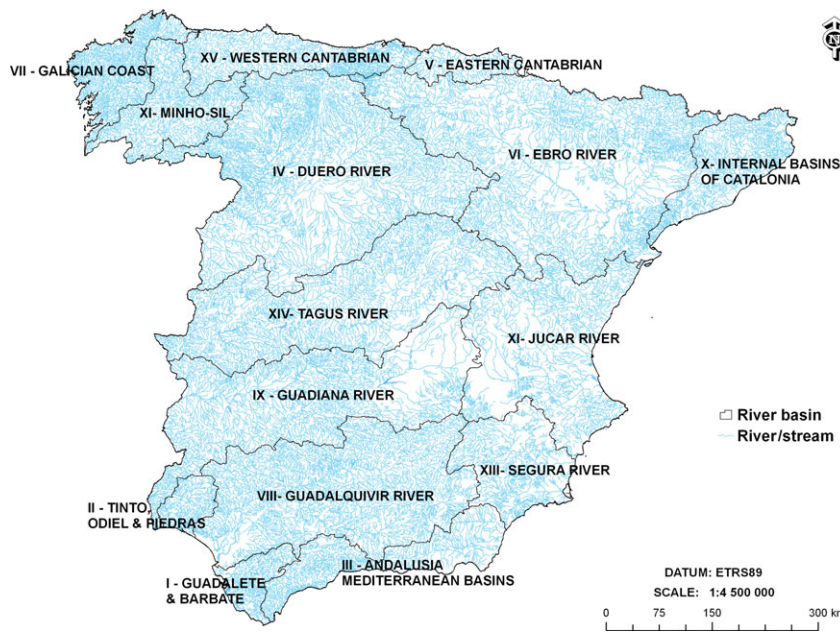 N
XV - WESTERN CANTABRIAN
V - EASTERN CANTABRIAN
VII - GALICIAN COAST
XI- MINHO-SIL
VI - EBRO RIVER
X- INTERNAL BASINS
OF CATALONIA
IV - DUERO RIVER
XIV- TAGUS RIVER
XI- JUCAR RIVER
IX - GUADIANA RIVER
River basin
River/stream
XIII- SEGURA RIVER
VIII- GUADALQUIVIR RIVER
II - TINTO,
ODIEL & PIEDRAS
III - ANDALUSIA
MEDITERRANEAN BASINS
I - GUADALETE
& BARBATE
DATUM: ETRS89
SCALE: 1:4 500 000
0 75 150 300 km